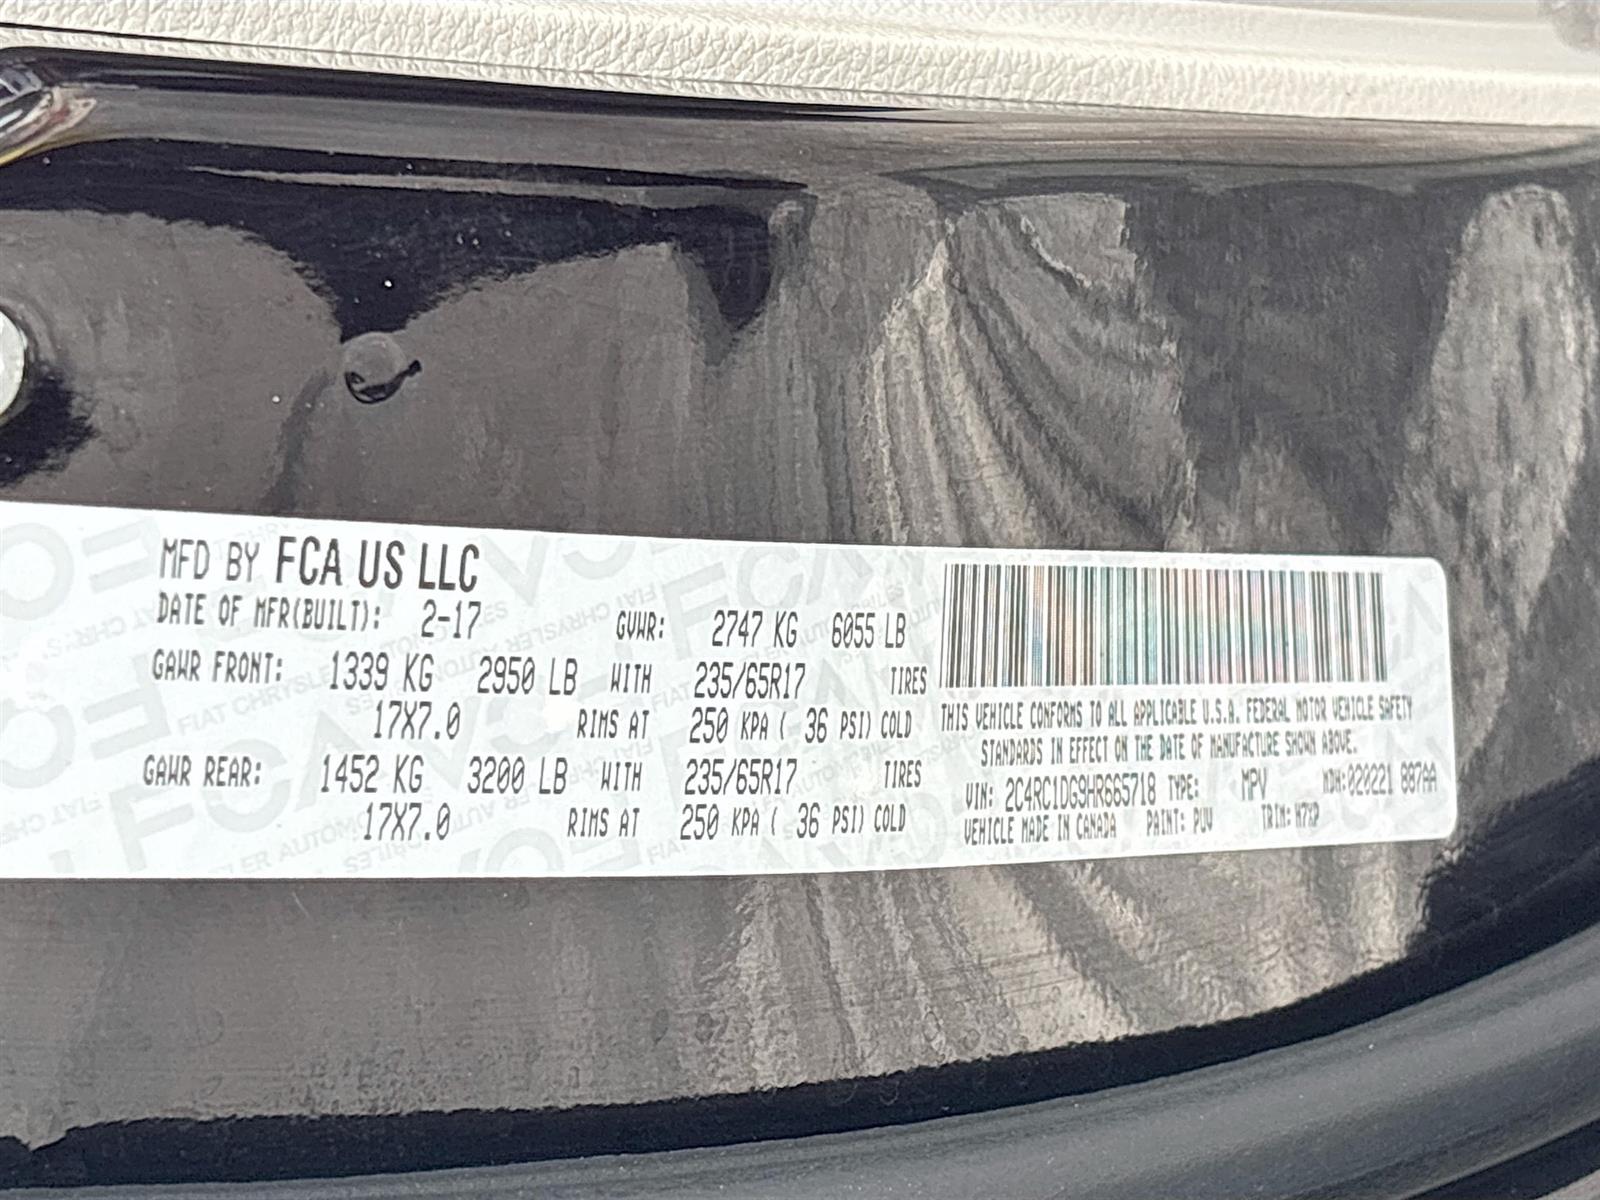 MFD BY FCA US LLC
DATE OF MFR(BUILT): 2-17 GVWR: 2747 KG 6055 LB
GAWR FRONT: 1339 KG 2950 LB WITH 235/65R17 TIRES
17X7.0 RIMS AT 250 KPA ( 36 PSI) COLD
GAWR REAR: 1452 KG 3200 LB WITH 235/65R17 TIRES
17X7.0 RIMS AT 250 KPA ( 36 PSI) COLD
THIS VEHICLE CONFORMS TO ALL APPLICABLE U.S.A. FEDERAL MOTOR VEHICLE SAFETY
STANDARDS IN EFFECT ON THE DATE OF MANUFACTURE SHOWN ABOVE.
VIN: 2C4RC1DG9HR665718 TYPE: MPV MDH:020221 887AA
VEHICLE MADE IN CANADA PAINT: PUV TRIM: